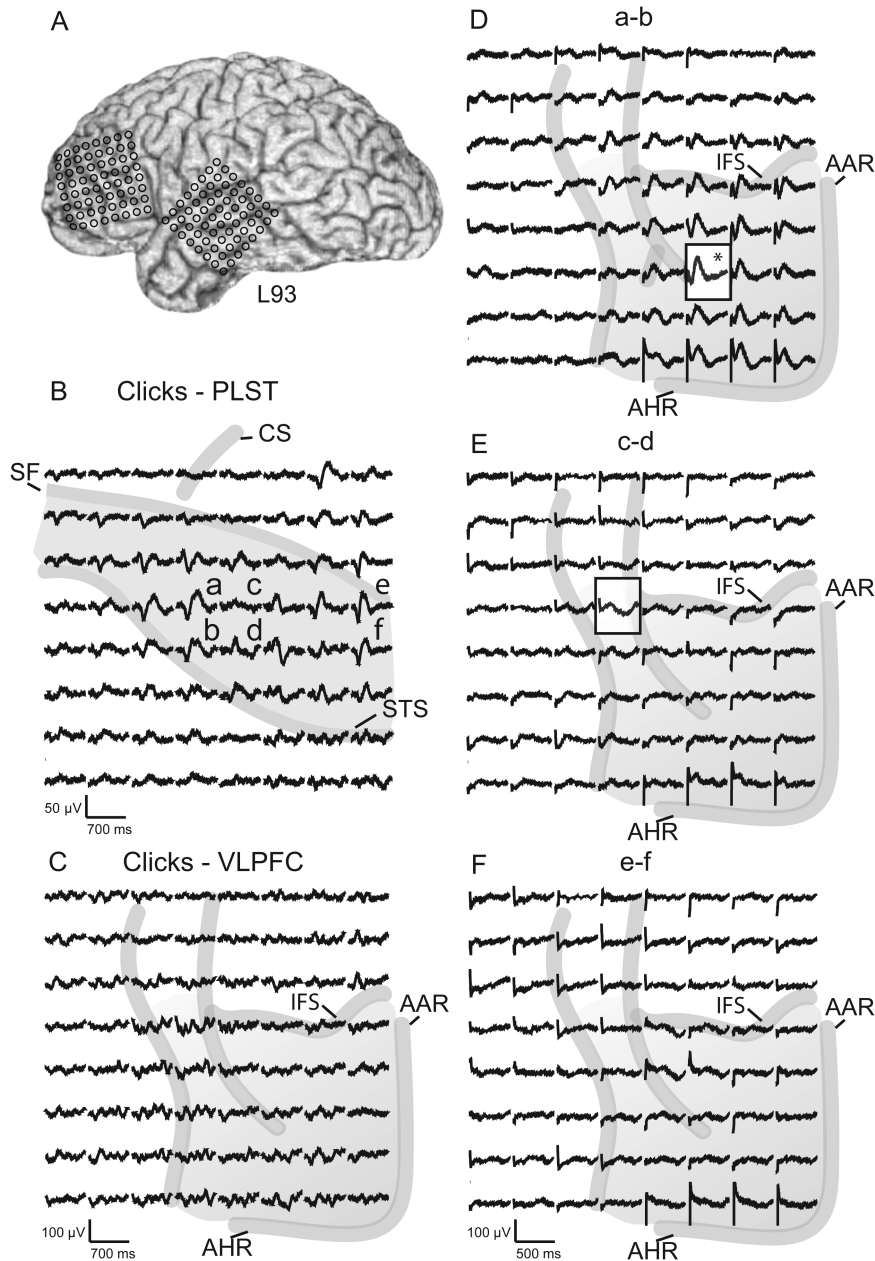 A
L93
B Clicks - PLST
CS
SF
a c e
b d f
STS
50 µV
700 ms
C Clicks - VLPFC
IFS
AAR
AHR
100 µV
700 ms
D a-b
IFS
AAR
*
AHR
E c-d
IFS
AAR
AHR
F e-f
IFS
AAR
AHR
100 µV
500 ms